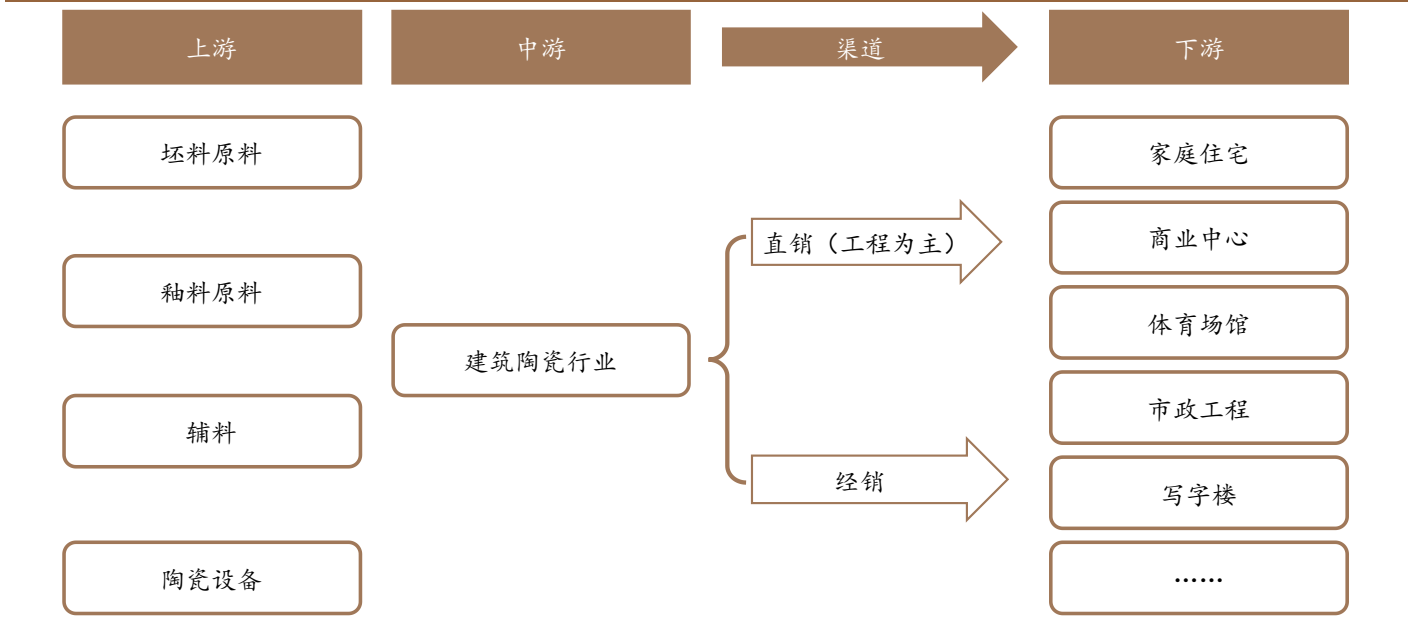 上游
中游
渠道
下游
坯料原料
釉料原料
辅料
陶瓷设备
建筑陶瓷行业
直销（工程为主）
经销
家庭住宅
商业中心
体育场馆
市政工程
写字楼
……